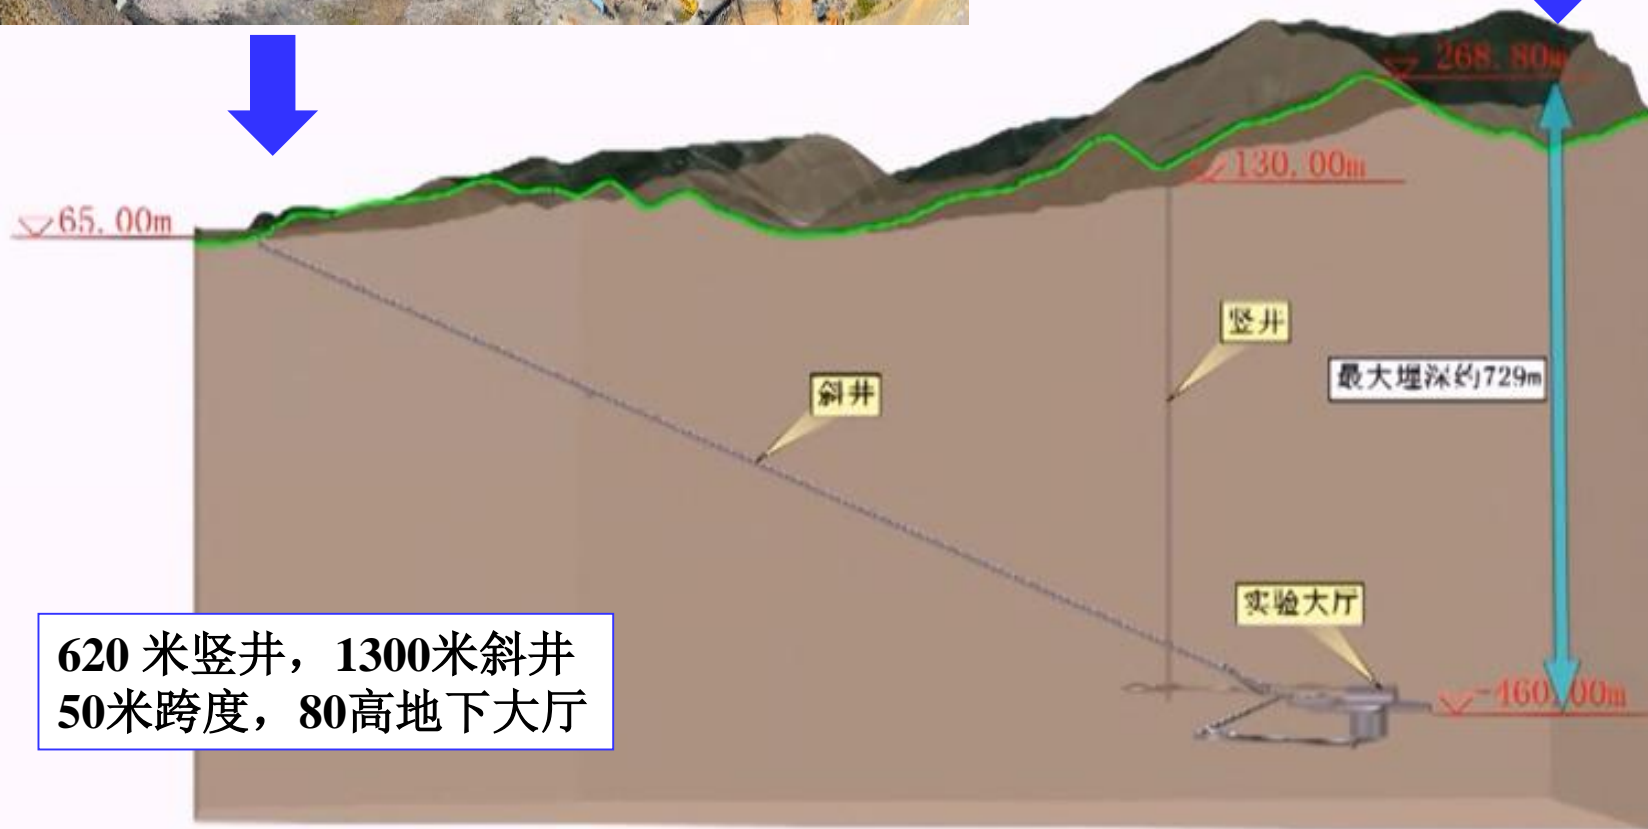 268.80m
130.00m
65.00m
竖井
最大埋深约729m
斜井
实验大厅
620 米竖井，1300米斜井
50米跨度，80高地下大厅
-460.00m